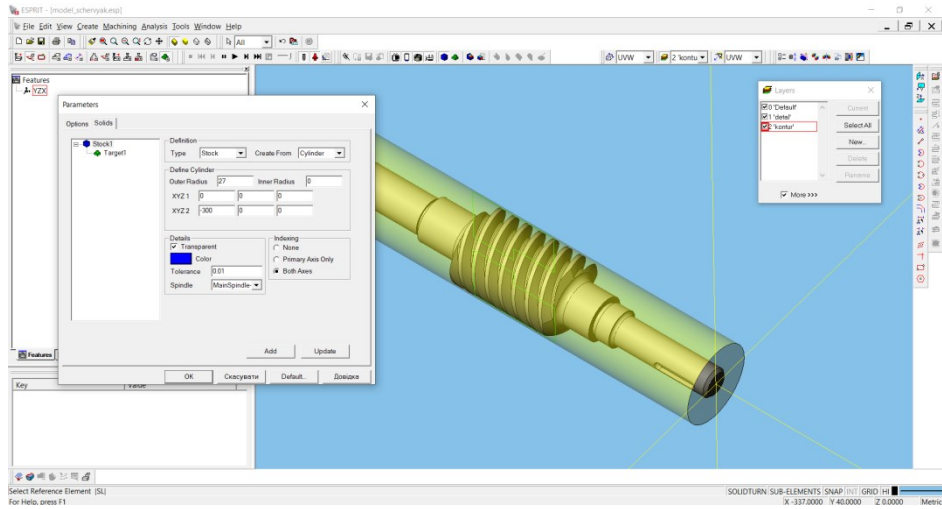 ESPRIT - [model_schervyak.esp]
File Edit View Create Machining Analysis Tools Window Help
All
UVW
2 'kontu
UVW
Features
YZX
Parameters
Options Solids
Stock1
Target1
Definition
Type Stock Create From Cylinder
Define Cylinder
Outer Radius 27 Inner Radius 0
XYZ 1 0 0 0
XYZ 2 -300 0 0
Details
Transparent
Color
Tolerance 0.01
Spindle MainSpindle-
Indexing
None
Primary Axis Only
Both Axes
Add Update
OK Скасувати Default.. Довідка
Layers
0 'Default'
1 'detal'
2 'kontur'
Current
Select All
New...
Delete
Rename
More >>>
Features
Key Value
Select Reference Element |SL|
SOLIDTURN SUB-ELEMENTS SNAP INT GRID HI
For Help, press F1
X -337.0000 Y 40.0000 Z 0.0000 Metric